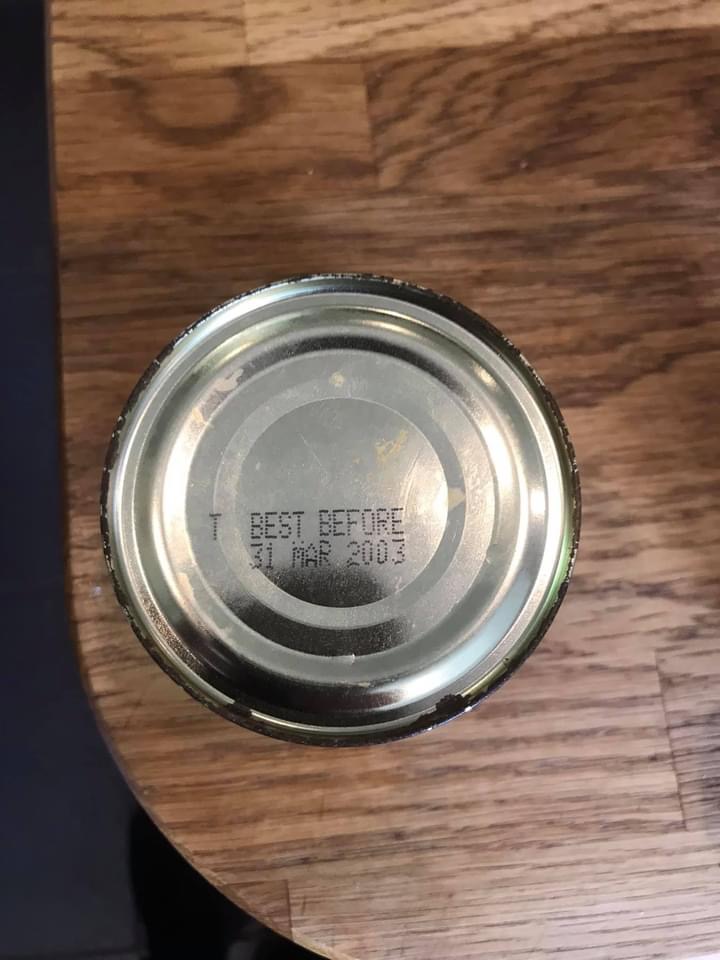 T BEST BEFORE
31 MAR 2003